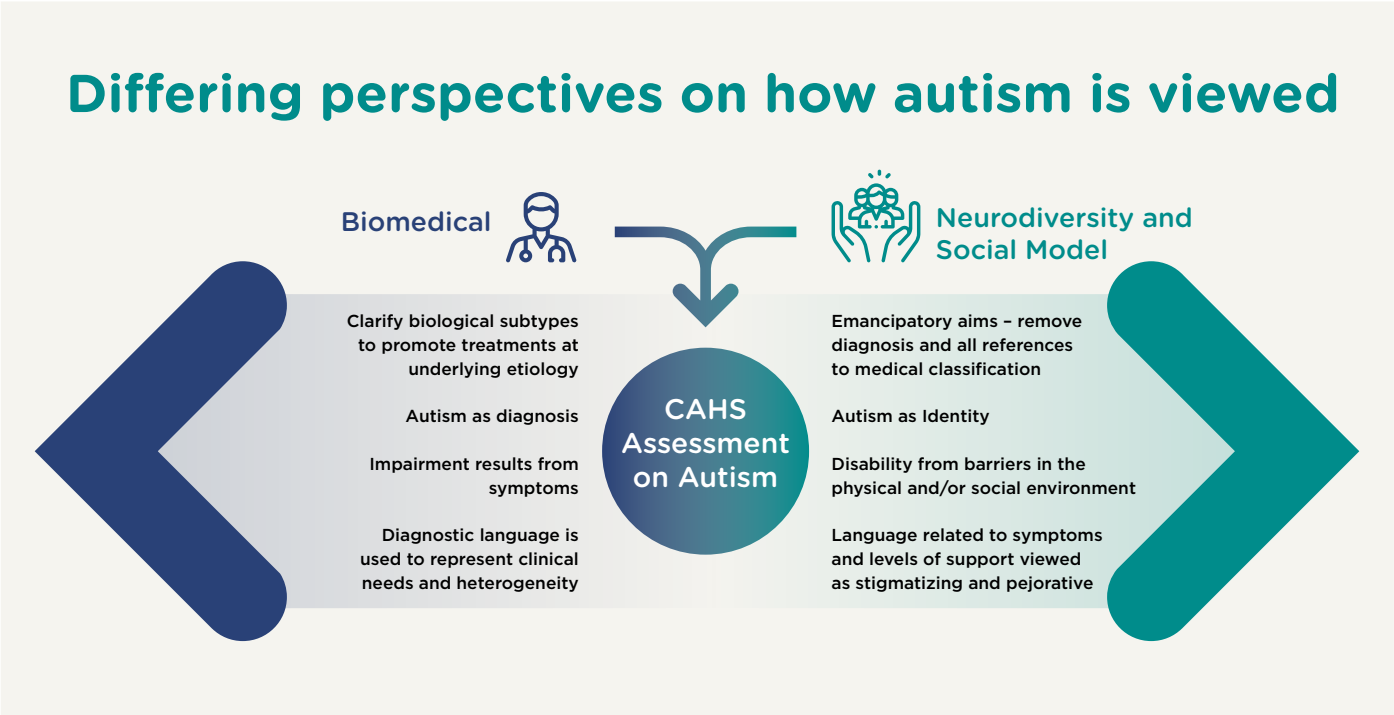 Differing perspectives on how autism is viewed
Biomedical
Clarify biological subtypes
to promote treatments at
underlying etiology
Autism as diagnosis
Impairment results from
symptoms
Diagnostic language is
used to represent clinical
needs and heterogeneity
CAHS
Assessment
on Autism
Neurodiversity and
Social Model
Emancipatory aims – remove
diagnosis and all references
to medical classification
Autism as Identity
Disability from barriers in the
physical and/or social environment
Language related to symptoms
and levels of support viewed
as stigmatizing and pejorative